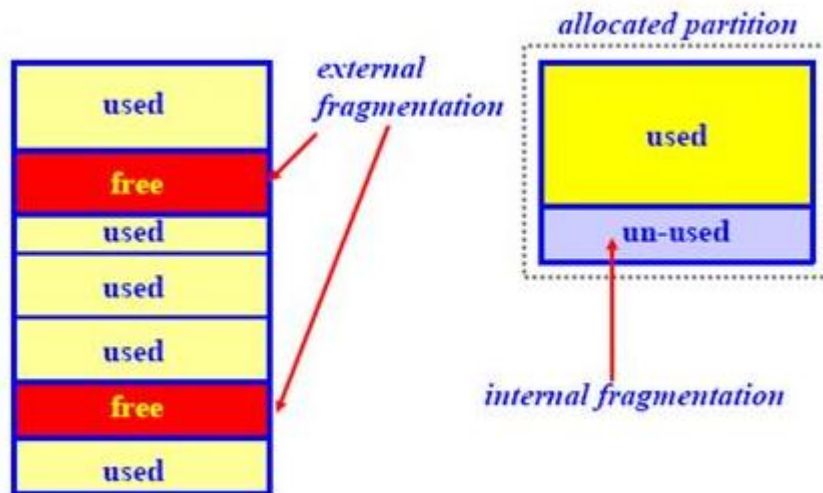 allocated partition
external
fragmentation
used
free
used
used
used
free
used
used
un-used
internal fragmentation